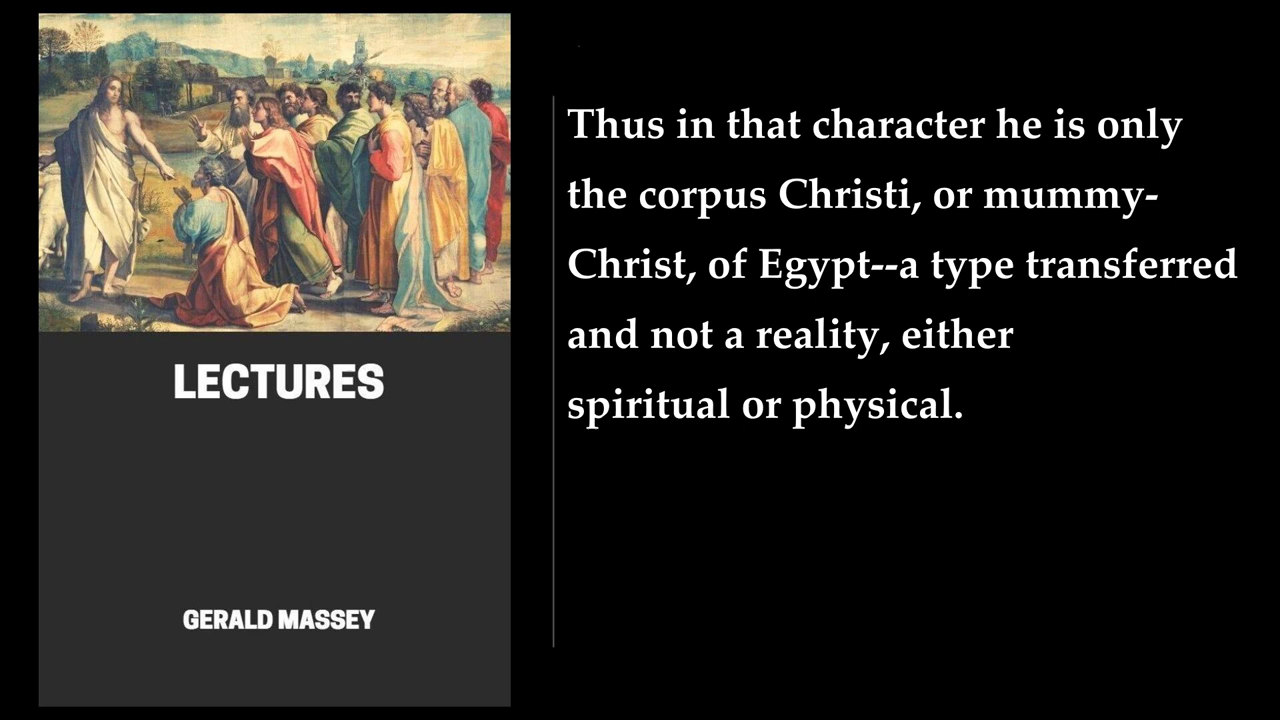 LECTURES
GERALD MASSEY
Thus in that character he is only
the corpus Christi, or mummy-
Christ, of Egypt--a type transferred
and not a reality, either
spiritual or physical.